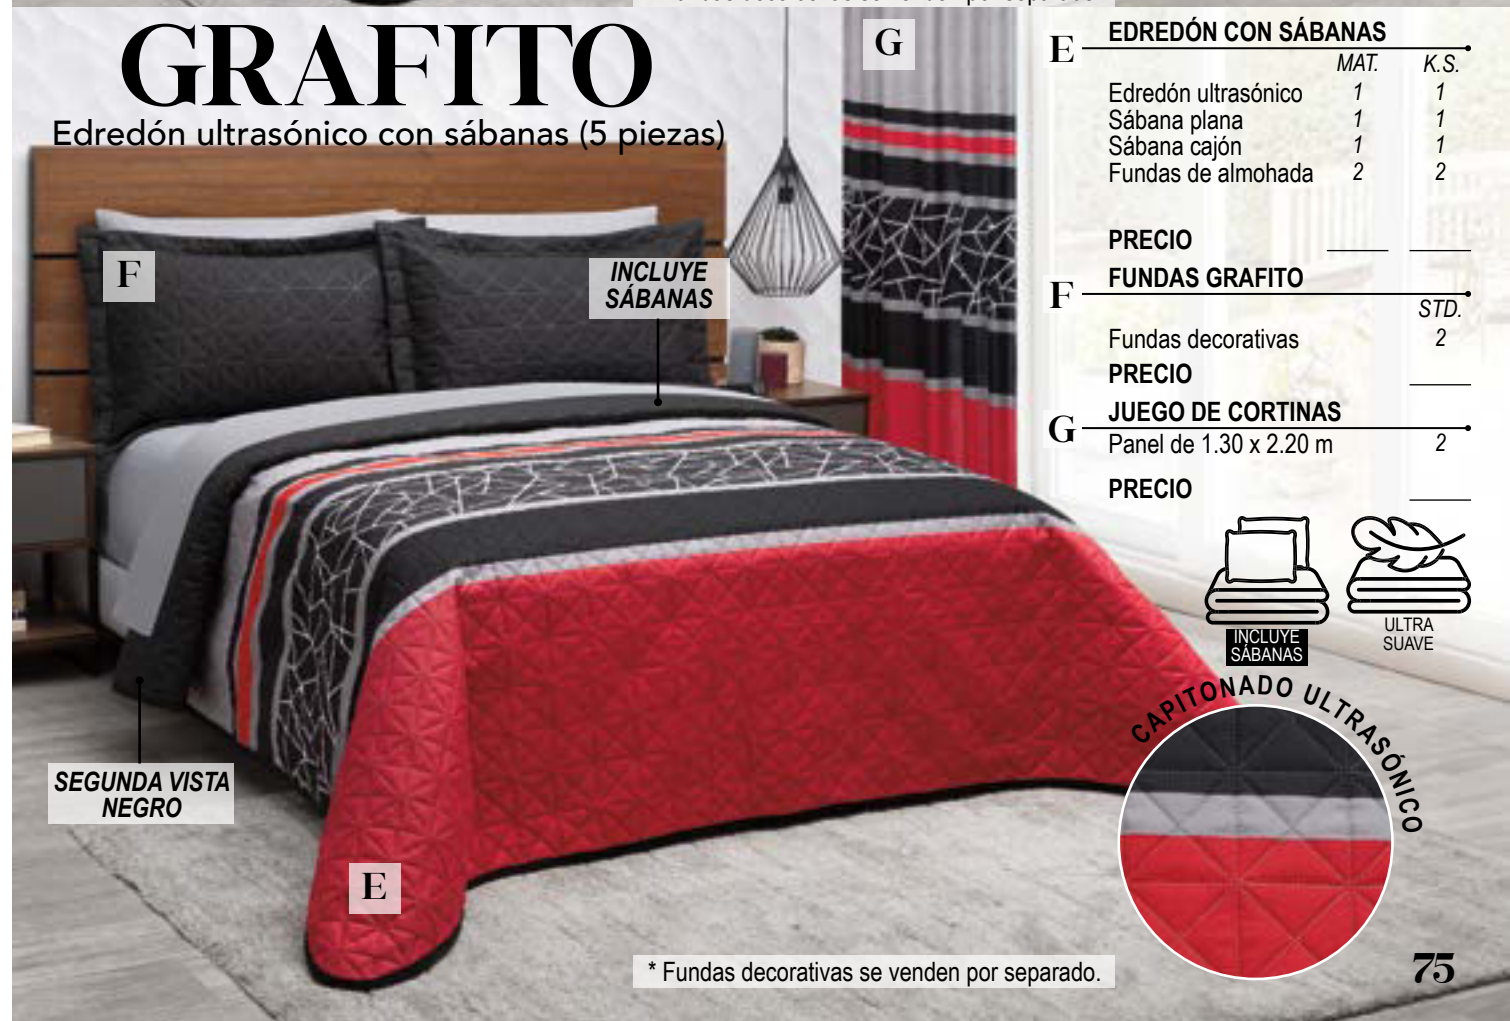 GRAFITO
Edredón ultrasónico con sábanas (5 piezas)
F
INCLUYE
SÁBANAS
G
E
EDREDÓN CON SÁBANAS
MAT. K.S.
Edredón ultrasónico 1 1
Sábana plana 1 1
Sábana cajón 1 1
Fundas de almohada 2 2
PRECIO
F
FUNDAS GRAFITO
STD.
Fundas decorativas 2
PRECIO
G
JUEGO DE CORTINAS
Panel de 1.30 x 2.20 m 2
PRECIO
INCLUYE
SÁBANAS
ULTRA
SUAVE
CAPITONADO ULTRASÓNICO
SEGUNDA VISTA
NEGRO
E
* Fundas decorativas se venden por separado.
75